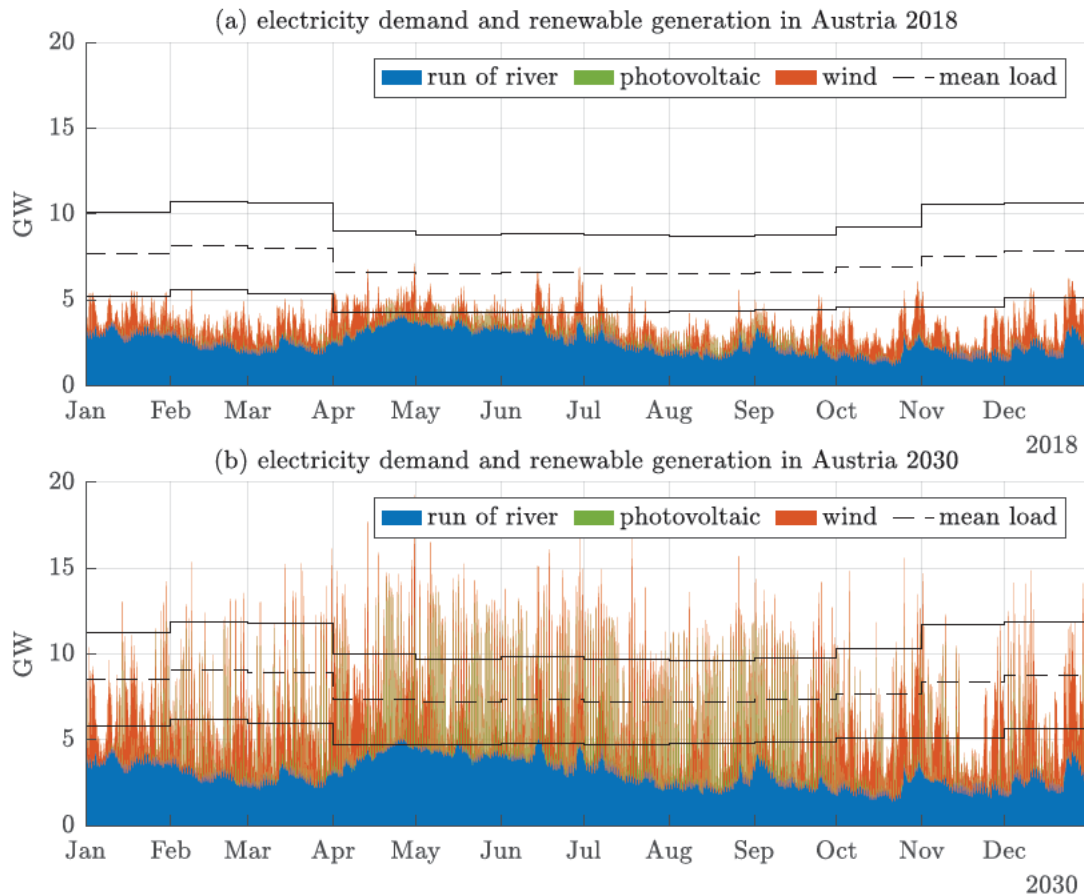 (a) electricity demand and renewable generation in Austria 2018
20
run of river photovoltaic wind mean load
15
GW
10
5
0
Jan Feb Mar Apr May Jun Jul Aug Sep Oct Nov Dec
2018
(b) electricity demand and renewable generation in Austria 2030
20
run of river photovoltaic wind mean load
15
GW
10
5
0
Jan Feb Mar Apr May Jun Jul Aug Sep Oct Nov Dec
2030